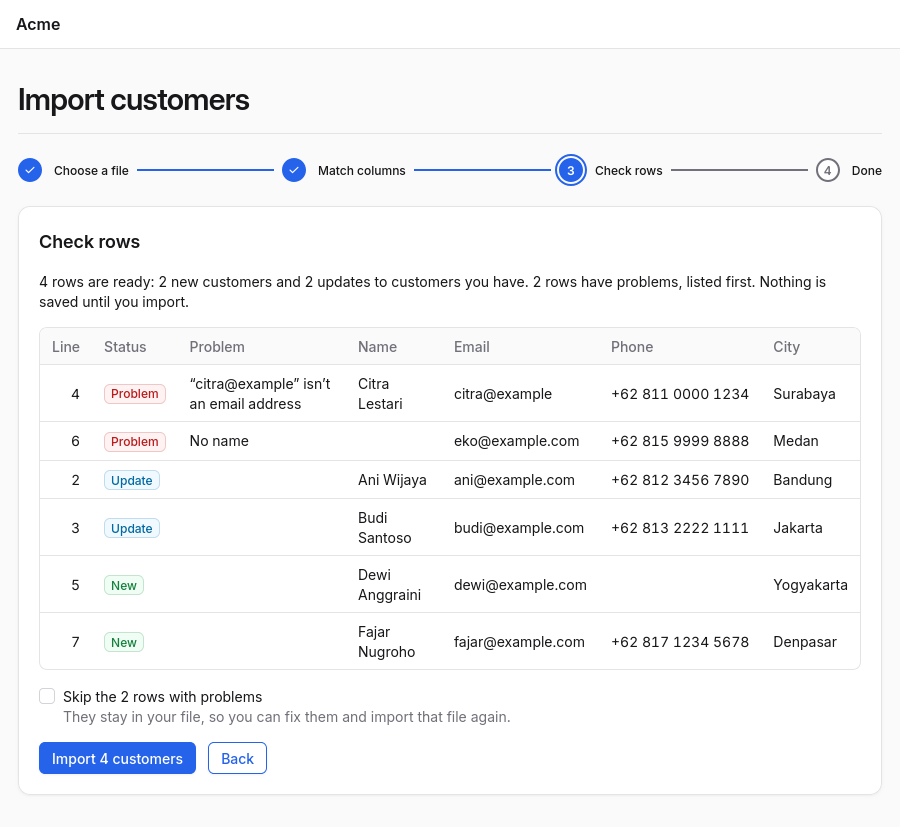 Acme
Import customers
Choose a file
Match columns
3 Check rows
4 Done
Check rows
4 rows are ready: 2 new customers and 2 updates to customers you have. 2 rows have problems, listed first. Nothing is
saved until you import.
Line Status Problem Name Email Phone City
4 Problem “citra@example” isn’t an email address Citra Lestari citra@example +62 811 0000 1234 Surabaya
6 Problem No name eko@example.com +62 815 9999 8888 Medan
2 Update Ani Wijaya ani@example.com +62 812 3456 7890 Bandung
3 Update Budi Santoso budi@example.com +62 813 2222 1111 Jakarta
5 New Dewi Anggraini dewi@example.com Yogyakarta
7 New Fajar Nugroho fajar@example.com +62 817 1234 5678 Denpasar
Skip the 2 rows with problems
They stay in your file, so you can fix them and import that file again.
Import 4 customers
Back